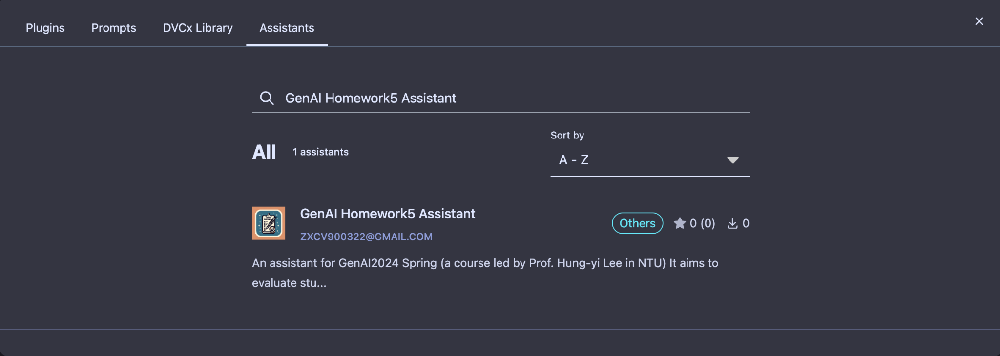 Plugins Prompts DVCx Library Assistants
GenAI Homework5 Assistant
Sort by
All 1 assistants
A - Z
GenAI Homework5 Assistant
Others 0 (0) 0
ZXCV900322@GMAIL.COM
An assistant for GenAI2024 Spring (a course led by Prof. Hung-yi Lee in NTU) It aims to
evaluate stu...